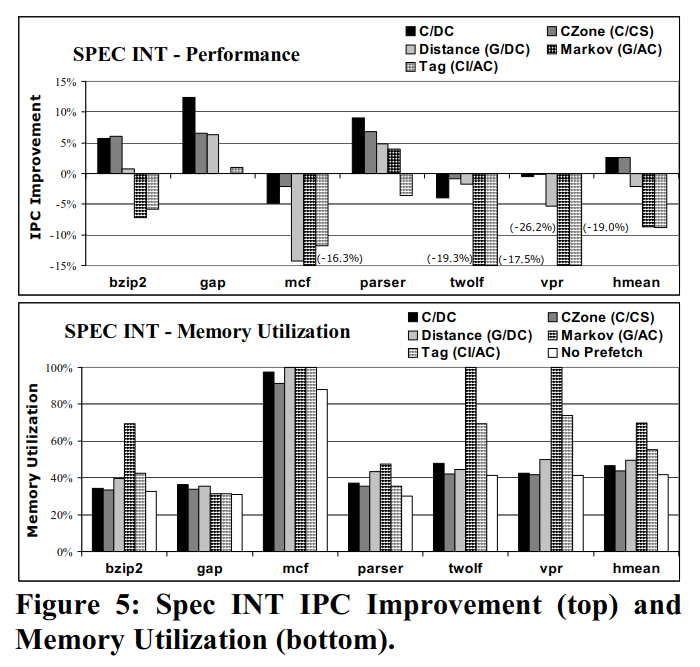 SPEC INT - Performance
C/DC
CZone (C/CS)
Distance (G/DC)
Markov (G/AC)
Tag (CI/AC)
IPC Improvement
15%
10%
5%
0%
-5%
-10%
-15%
(-16.3%)
(-19.3%)
(-17.5%)
(-26.2%)
(-19.0%)
bzip2
gap
mcf
parser
twolf
vpr
hmean
SPEC INT - Memory Utilization
C/DC
CZone (C/CS)
Distance (G/DC)
Markov (G/AC)
Tag (CI/AC)
No Prefetch
Memory Utilization
100%
80%
60%
40%
20%
0%
bzip2
gap
mcf
parser
twolf
vpr
hmean
Figure 5: Spec INT IPC Improvement (top) and
Memory Utilization (bottom).